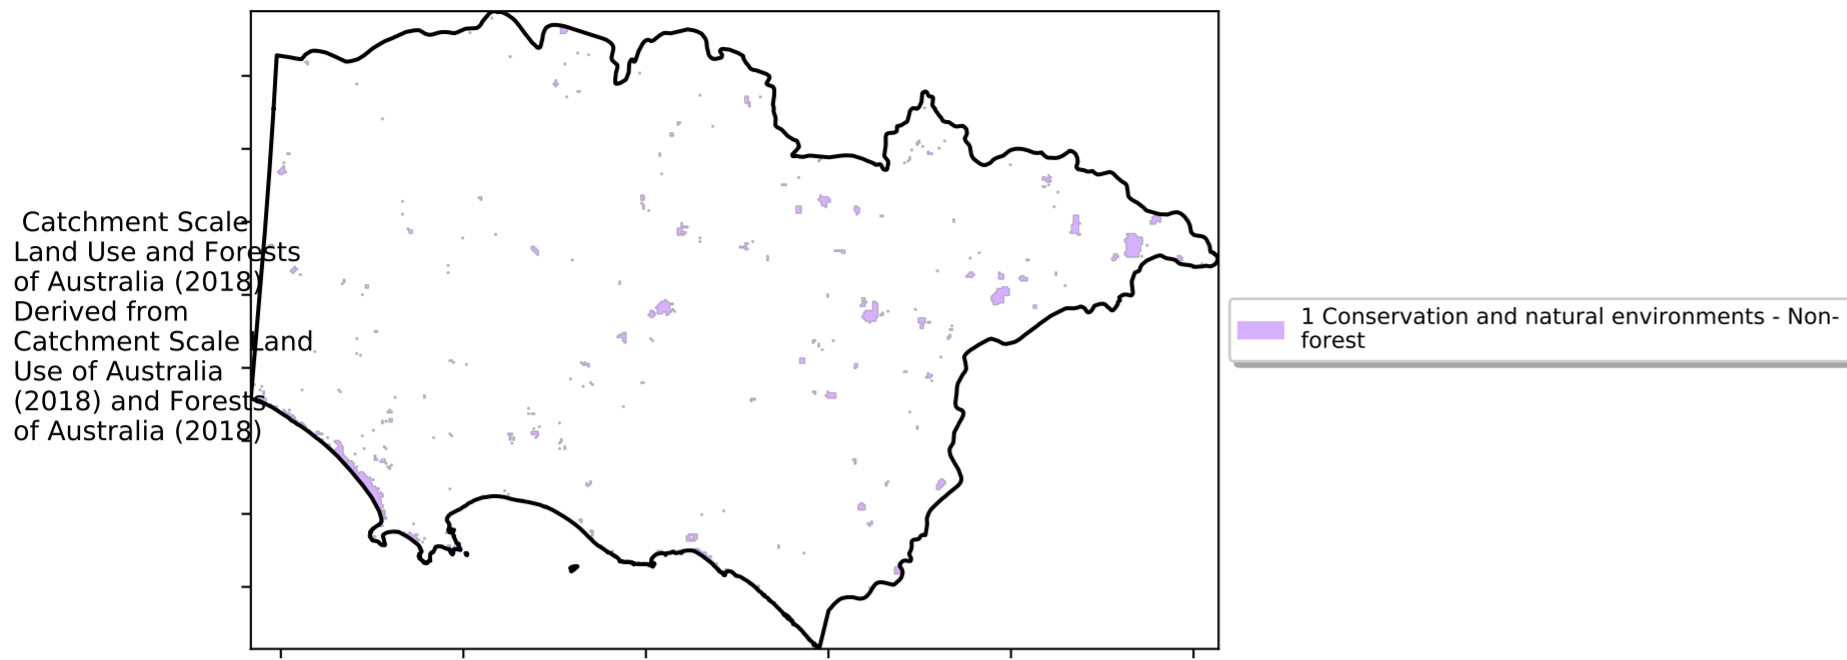 Catchment Scale
Land Use and Forests
of Australia (2018)
Derived from
Catchment Scale Land
Use of Australia
(2018) and Forests
of Australia (2018)
1 Conservation and natural environments - Non-
forest